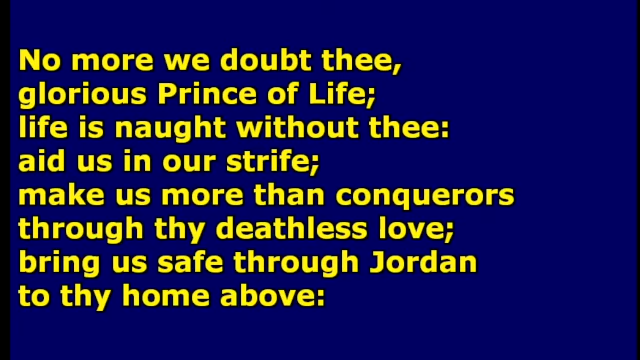 No more we doubt thee,
glorious Prince of Life;
life is naught without thee:
aid us in our strife;
make us more than conquerors
through thy deathless love;
bring us safe through Jordan
to thy home above: